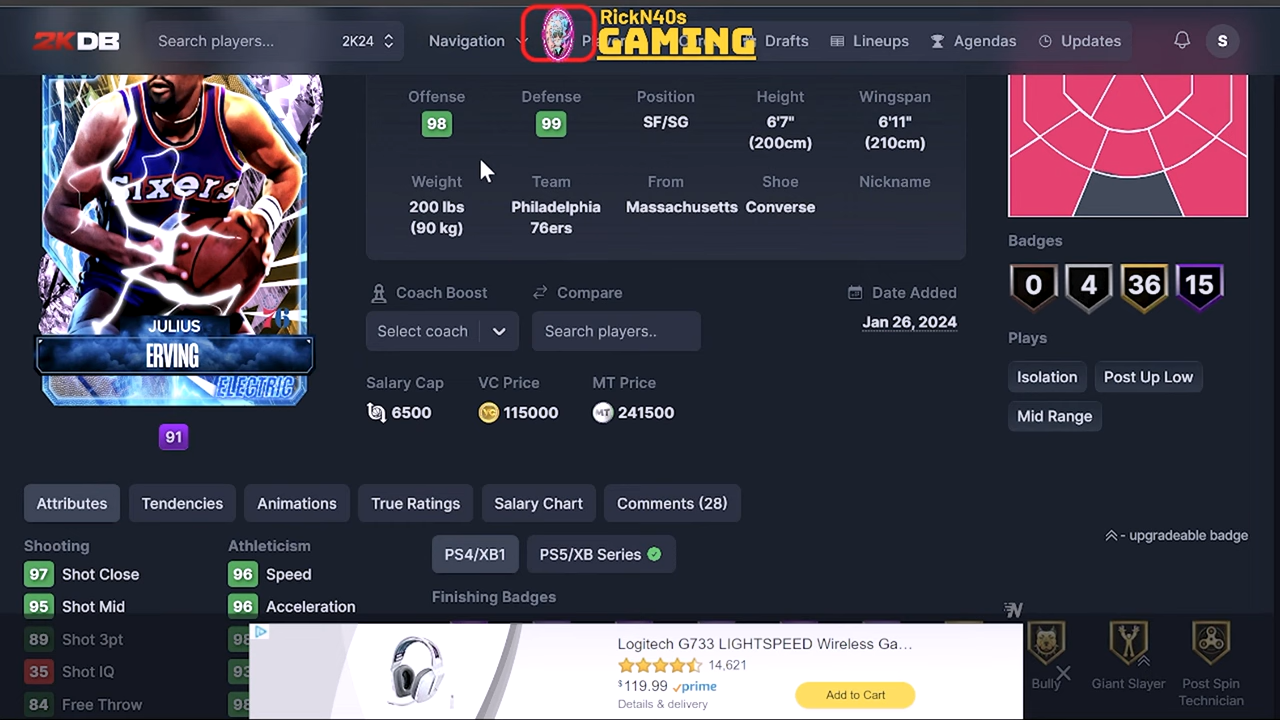 2KDB
Search players...
2K24
Navigation
RickN40s
GAMING
Drafts
Lineups
Agendas
Updates
S
Offense
Defense
Position
Height
Wingspan
98
99
SF/SG
6'7"
(200cm)
6'11"
(210cm)
Weight
Team
From
Shoe
Nickname
200 lbs
(90 kg)
Philadelphia
76ers
Massachusetts
Converse
Sixers
JULIUS
ERVING
ELECTRIC
91
Coach Boost
Compare
Date Added
Select coach
Search players..
Jan 26, 2024
Salary Cap
VC Price
MT Price
6500
VC
115000
MT
241500
Badges
0
4
36
15
Plays
Isolation
Post Up Low
Mid Range
Attributes
Tendencies
Animations
True Ratings
Salary Chart
Comments (28)
- upgradeable badge
Shooting
Athleticism
PS4/XB1
PS5/XB Series
97 Shot Close
96 Speed
Finishing Badges
95 Shot Mid
96 Acceleration
89 Shot 3pt
98
35 Shot IQ
93
84 Free Throw
98
Logitech G733 LIGHTSPEED Wireless Ga...
14,621
$119.99 prime
Details & delivery
Add to Cart
Bully
Giant Slayer
Post Spin
Technician